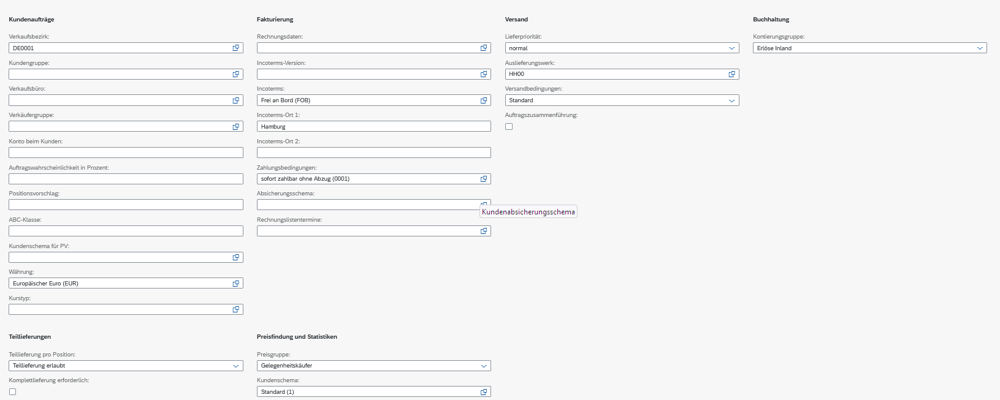 Kundenaufträge
Verkaufsbezirk:
DE0001
Kundengruppe:
Verkaufsbüro:
Verkäufergruppe:
Konto beim Kunden:
Auftragswahrscheinlichkeit in Prozent:
Positionsvorschlag:
ABC-Klasse:
Kundenschema für PV:
Währung:
Europäischer Euro (EUR)
Kurstyp:
Fakturierung
Rechnungsdaten:
Incoterms-Version:
Incoterms:
Frei an Bord (FOB)
Incoterms-Ort 1:
Hamburg
Incoterms-Ort 2:
Zahlungsbedingungen:
sofort zahlbar ohne Abzug (0001)
Absicherungsschema:
Kundenabsicherungsschema
Rechnungslistentermine:
Versand
Lieferpriorität:
normal
Auslieferungswerk:
HH00
Versandbedingungen:
Standard
Auftragszusammenführung:
Buchhaltung
Kontierungsgruppe:
Erlöse Inland
Teillieferungen
Teillieferung pro Position:
Teillieferung erlaubt
Komplettlieferung erforderlich:
Preisfindung und Statistiken
Preisgruppe:
Gelegenheitskäufer
Kundenschema:
Standard (1)